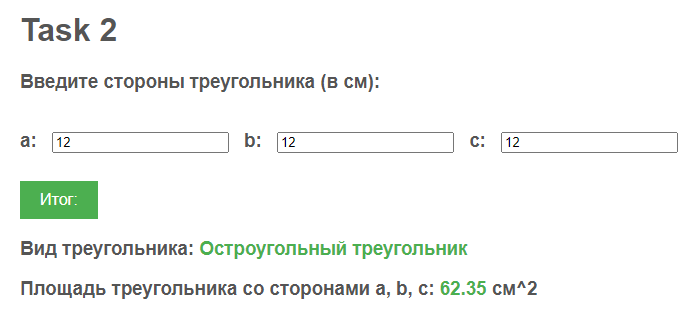 Task 2
Введите стороны треугольника (в см):
a: 12 b: 12 c: 12
Итог:
Вид треугольника: Остроугольный треугольник
Площадь треугольника со сторонами a, b, c: 62.35 см^2